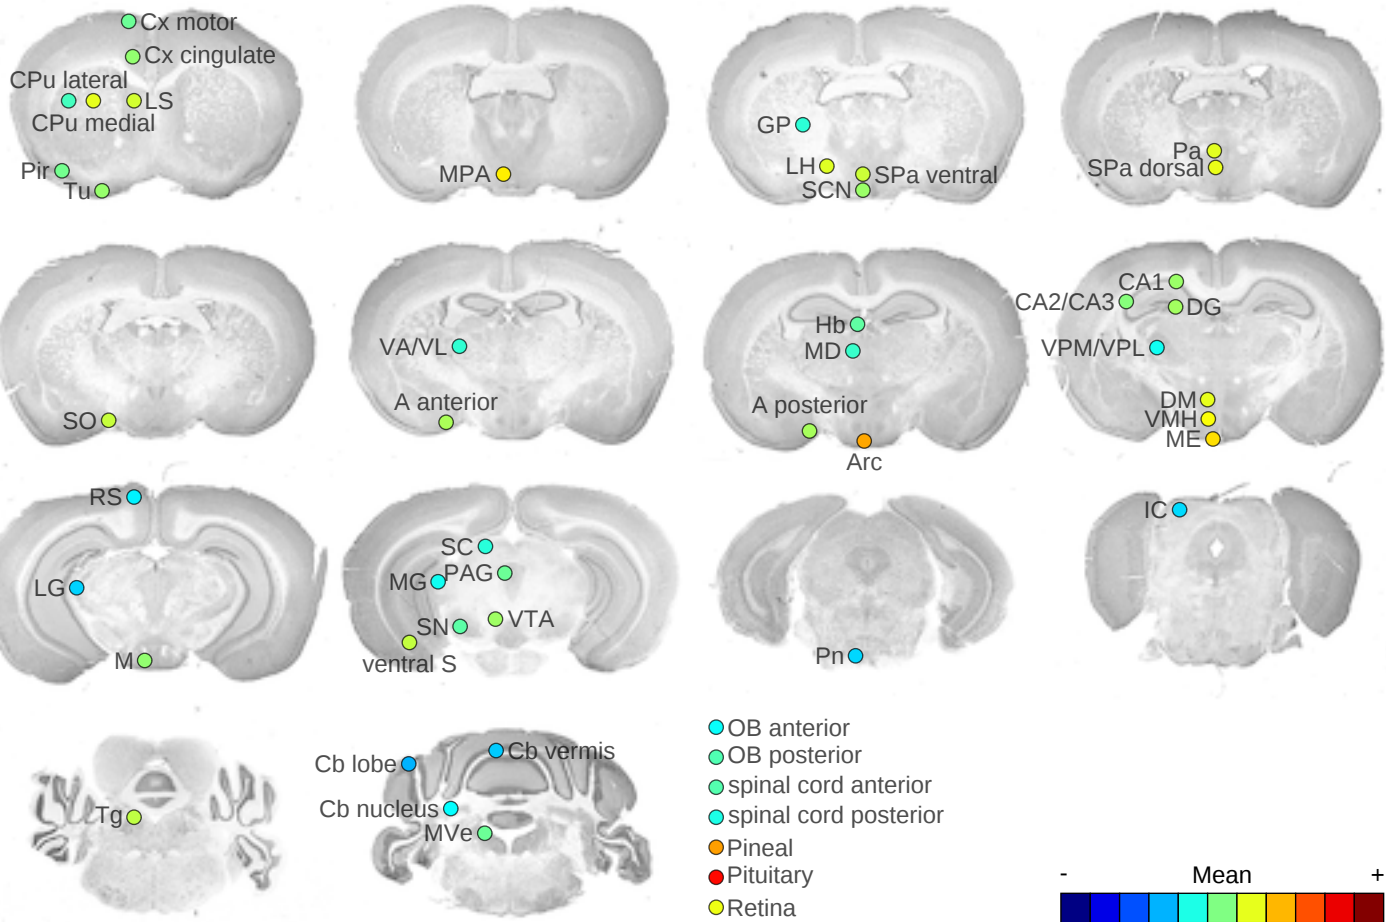 Cx motor
Cx cingulate
CPu lateral
LS
CPu medial
Pir
Tu
MPA
GP
LH
SPa ventral
SCN
Pa
SPa dorsal
SO
VA/VL
A anterior
Hb
MD
A posterior
Arc
CA1
CA2/CA3
DG
VPM/VPL
DM
VMH
ME
RS
LG
M
SC
MG
PAG
SN
VTA
ventral S
Pn
IC
Tg
Cb lobe
Cb vermis
Cb nucleus
MVe
OB anterior
OB posterior
spinal cord anterior
spinal cord posterior
Pineal
Pituitary
Retina
- Mean +